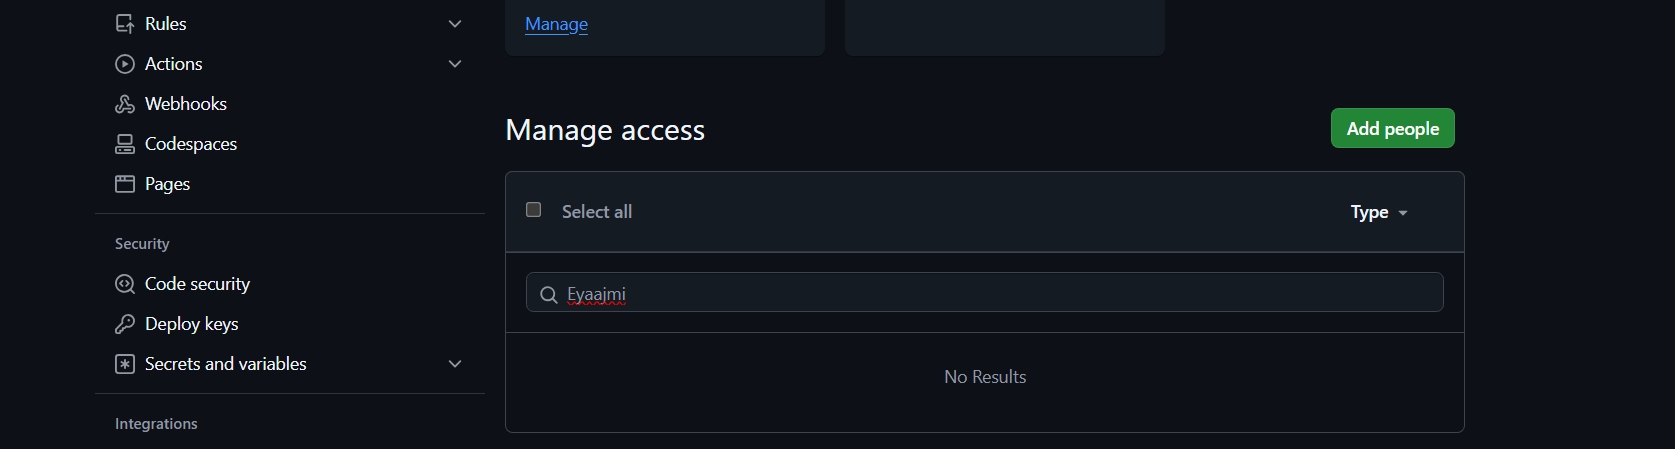 Rules
Actions
Webhooks
Codespaces
Pages
Security
Code security
Deploy keys
Secrets and variables
Integrations
Manage
Manage access
Add people
Select all
Type
Eyaajmi
No Results